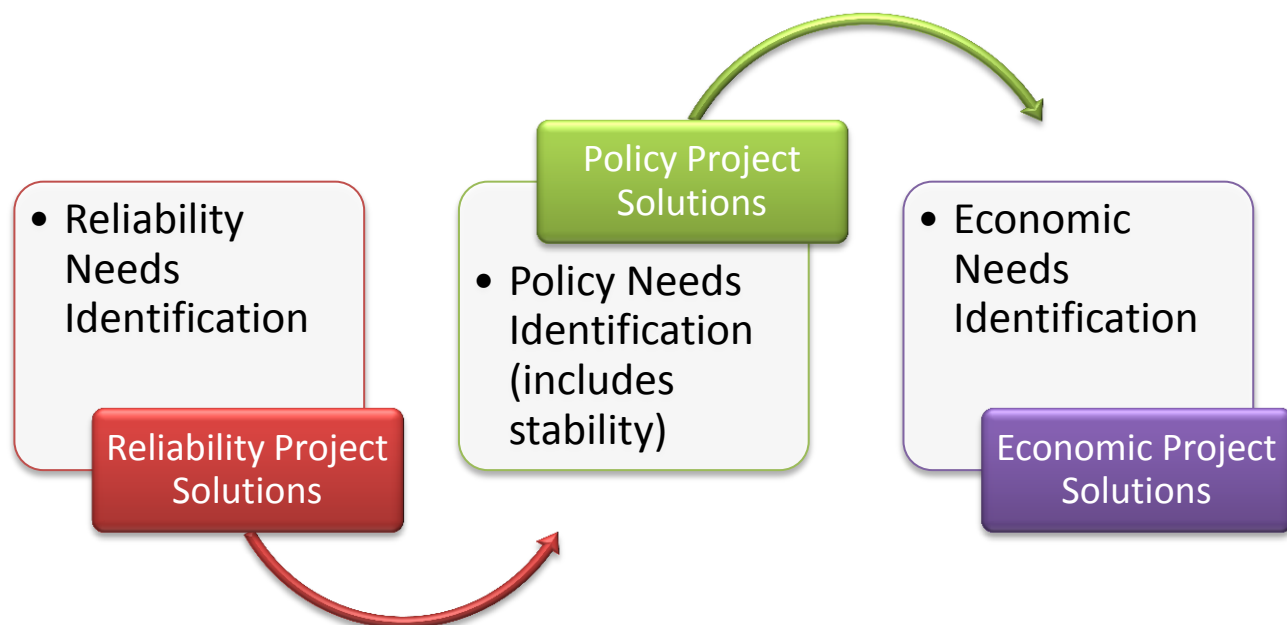 • Reliability
Needs
Identification
Reliability Project
Solutions
Policy Project
Solutions
• Policy Needs
Identification
(includes
stability)
• Economic
Needs
Identification
Economic Project
Solutions